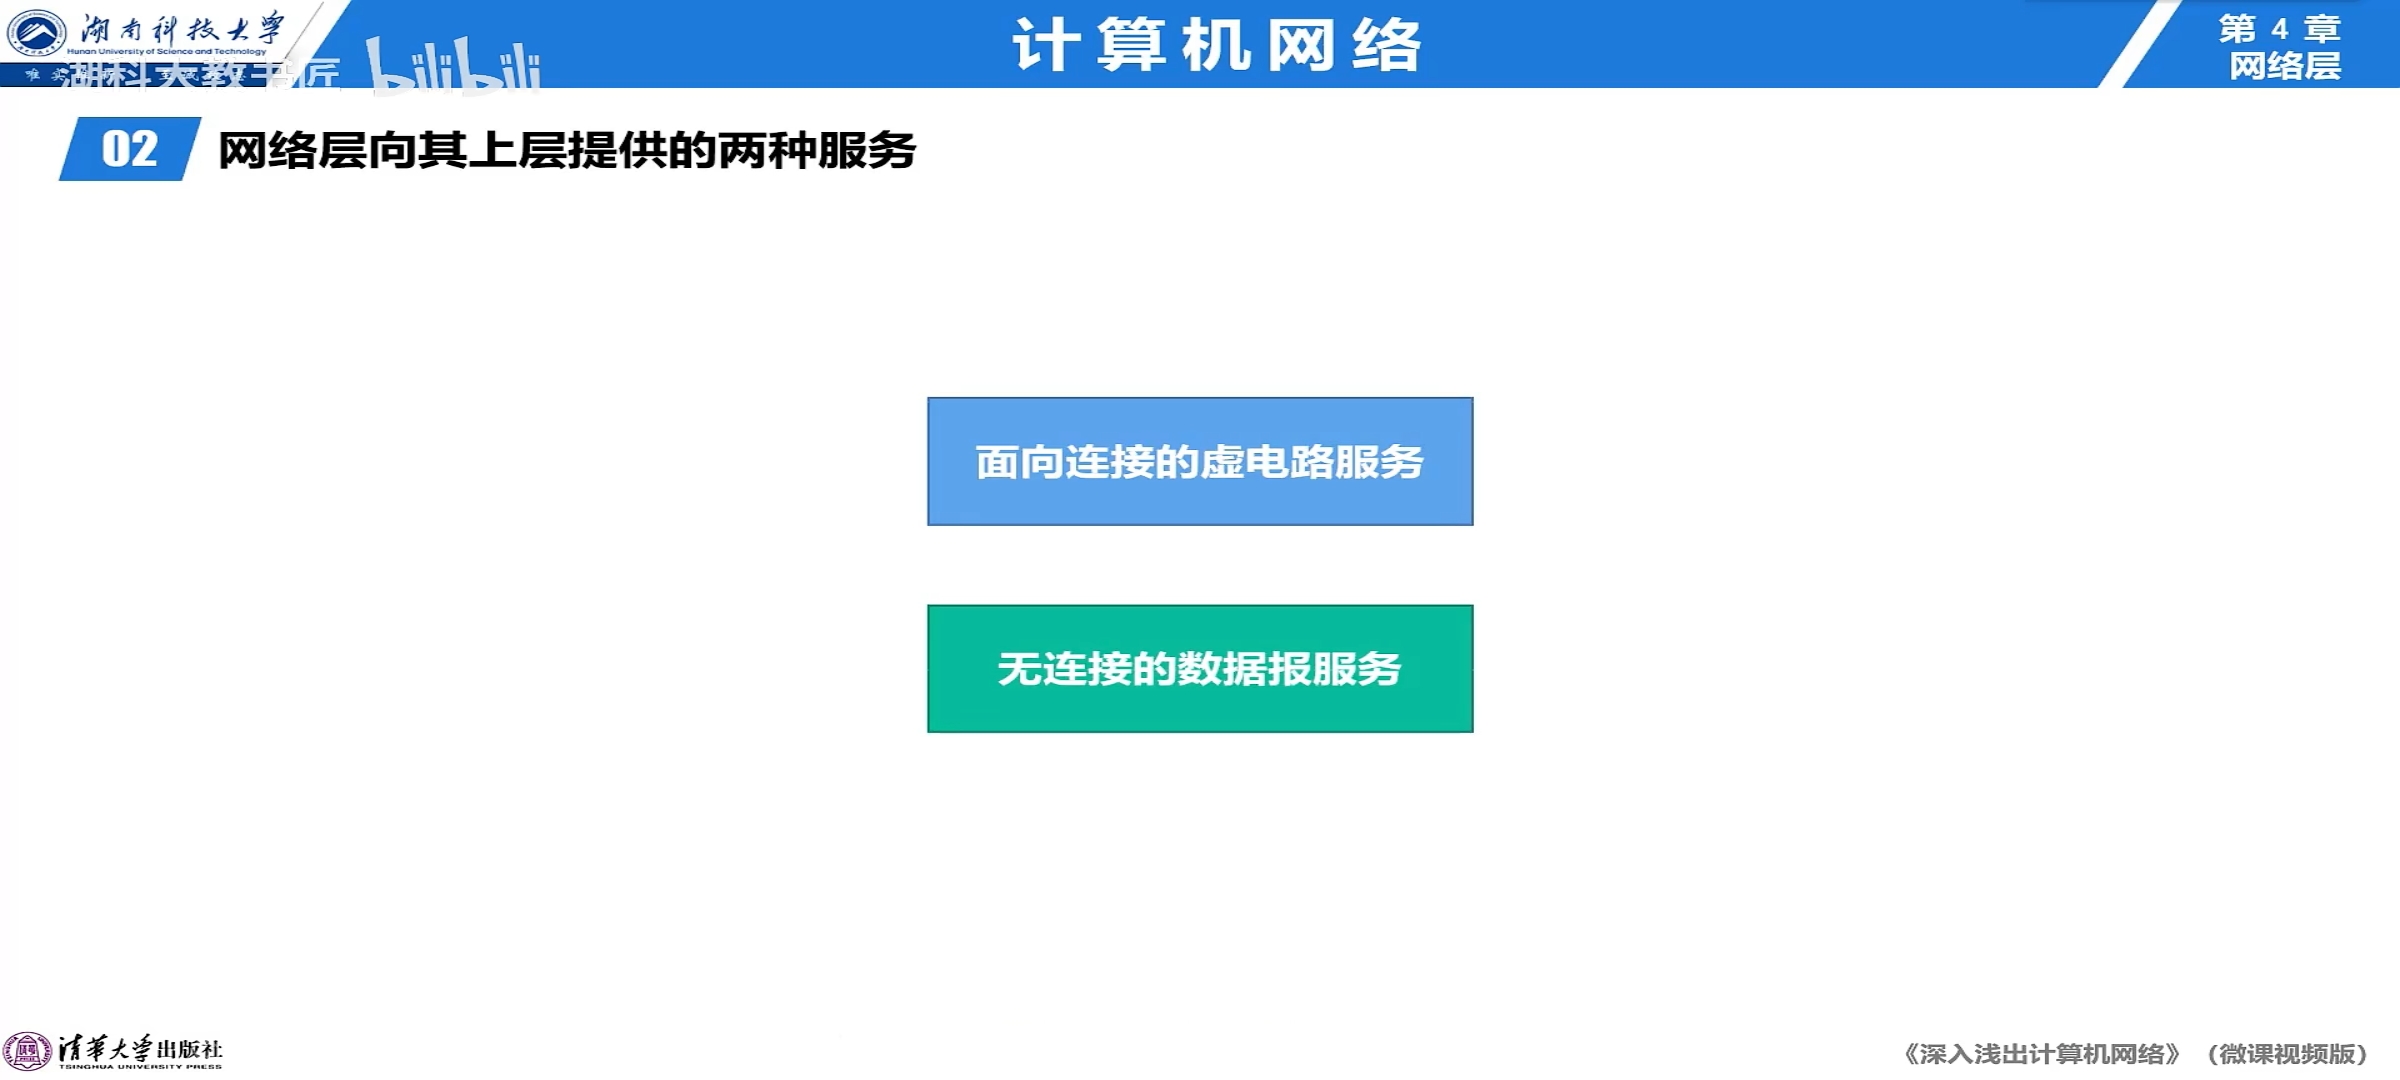 湖南科技大学
Hunan University of Science and Technology
湖科大教书匠 bilibili
计算机网络
第 4 章
网络层
02 网络层向其上层提供的两种服务
面向连接的虚电路服务
无连接的数据报服务
清华大学出版社
TSINGHUA UNIVERSITY PRESS
《深入浅出计算机网络》（微课视频版）